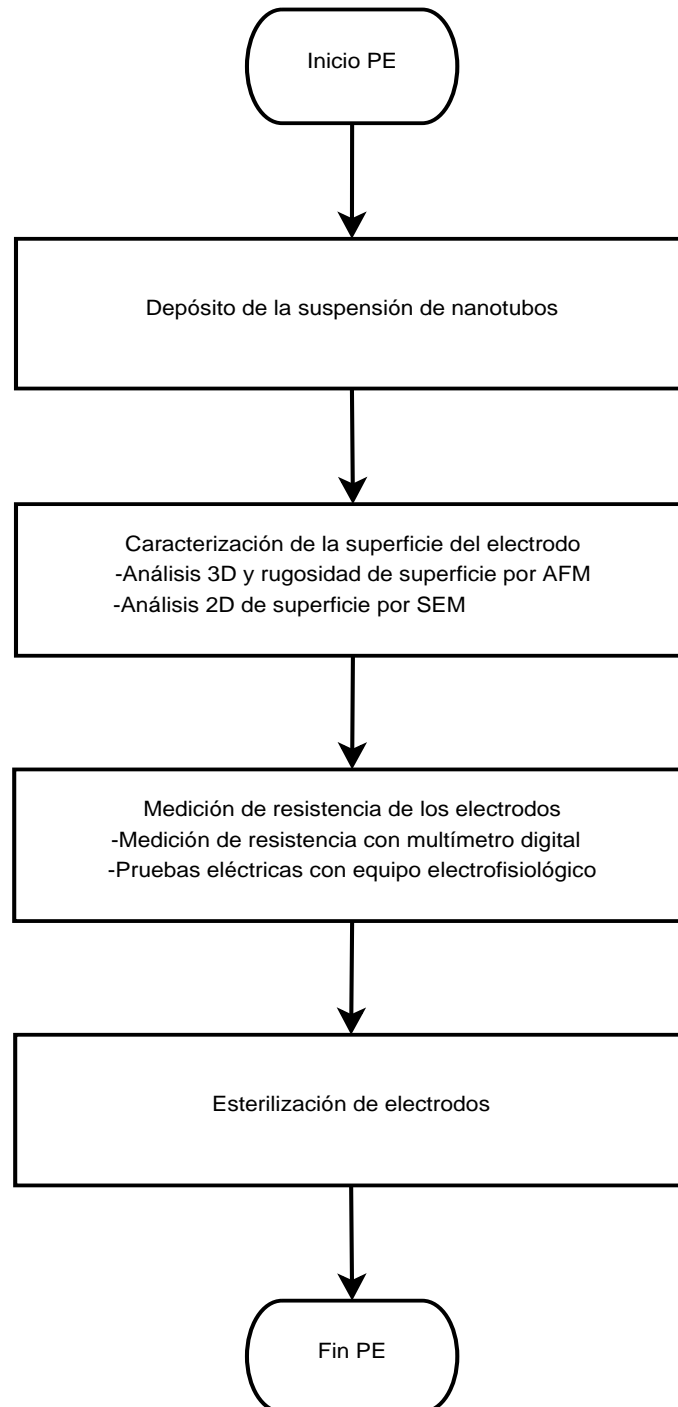 Inicio PE
Depósito de la suspensión de nanotubos
Caracterización de la superficie del electrodo
-Análisis 3D y rugosidad de superficie por AFM
-Análisis 2D de superficie por SEM
Medición de resistencia de los electrodos
-Medición de resistencia con multímetro digital
-Pruebas eléctricas con equipo electrofisiológico
Esterilización de electrodos
Fin PE